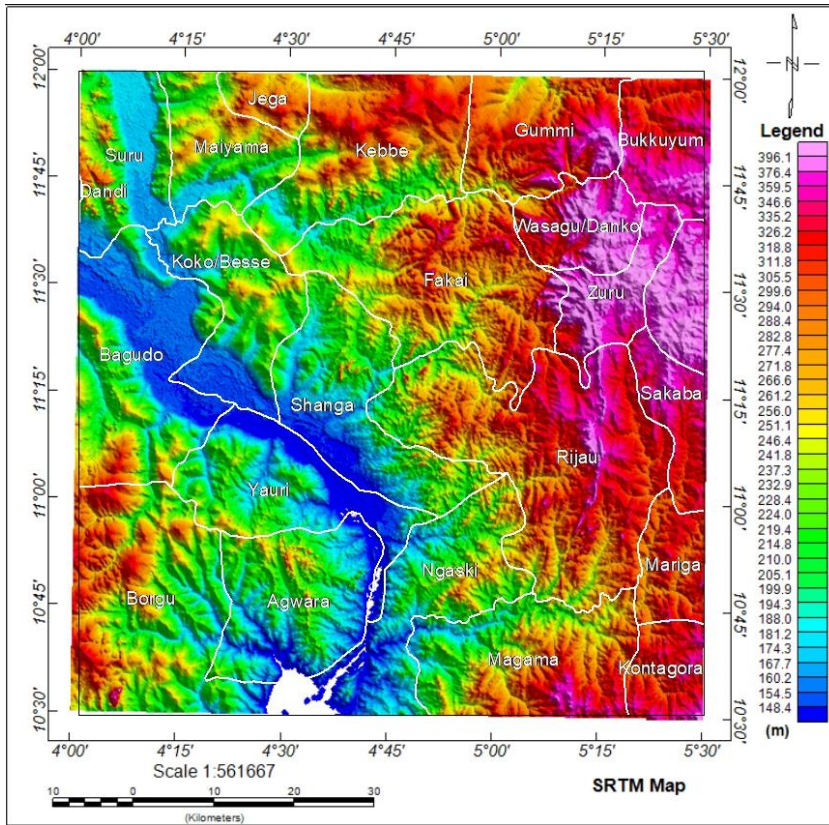 4°00' 4°15' 4°30' 4°45' 5°00' 5°15' 5°30'
12°00' 12°00'
N
Legend
Jega
Gummi
Bukkuyum
Suru
Maiyama
Kebbe
396.1
376.4
359.5
346.6
335.2
326.2
318.8
311.8
305.5
299.6
294.0
288.4
282.8
277.4
271.8
266.6
261.2
256.0
251.1
246.4
241.8
237.3
232.9
228.4
224.0
219.4
214.8
210.0
205.1
199.9
194.3
188.0
181.2
174.3
167.7
160.2
154.5
148.4
(m)
11°45' 11°45'
Dandi
Wasagu/Danko
Koko/Besse
Fakai
Zuru
11°30' 11°30'
Bagudo
Sakaba
11°15' 11°15'
Shanga
Rijau
Yauri
11°00' 11°00'
Ngaski
Mariga
Borgu
Agwara
10°45' 10°45'
Magama
Kontagora
10°30' 10°30'
4°00' 4°15' 4°30' 4°45' 5°00' 5°15' 5°30'
Scale 1:561667
SRTM Map
10 0 10 20 30
(Kilometers)